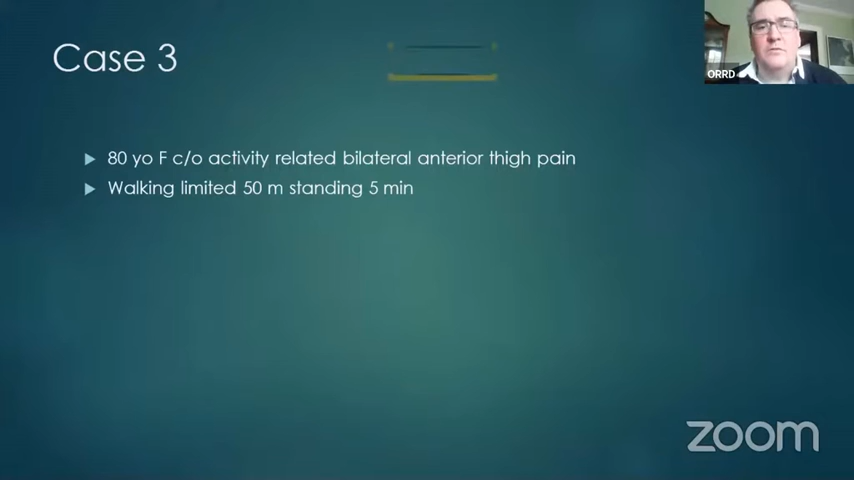 Case 3
ORRD
80 yo F c/o activity related bilateral anterior thigh pain
Walking limited 50 m standing 5 min
zoom